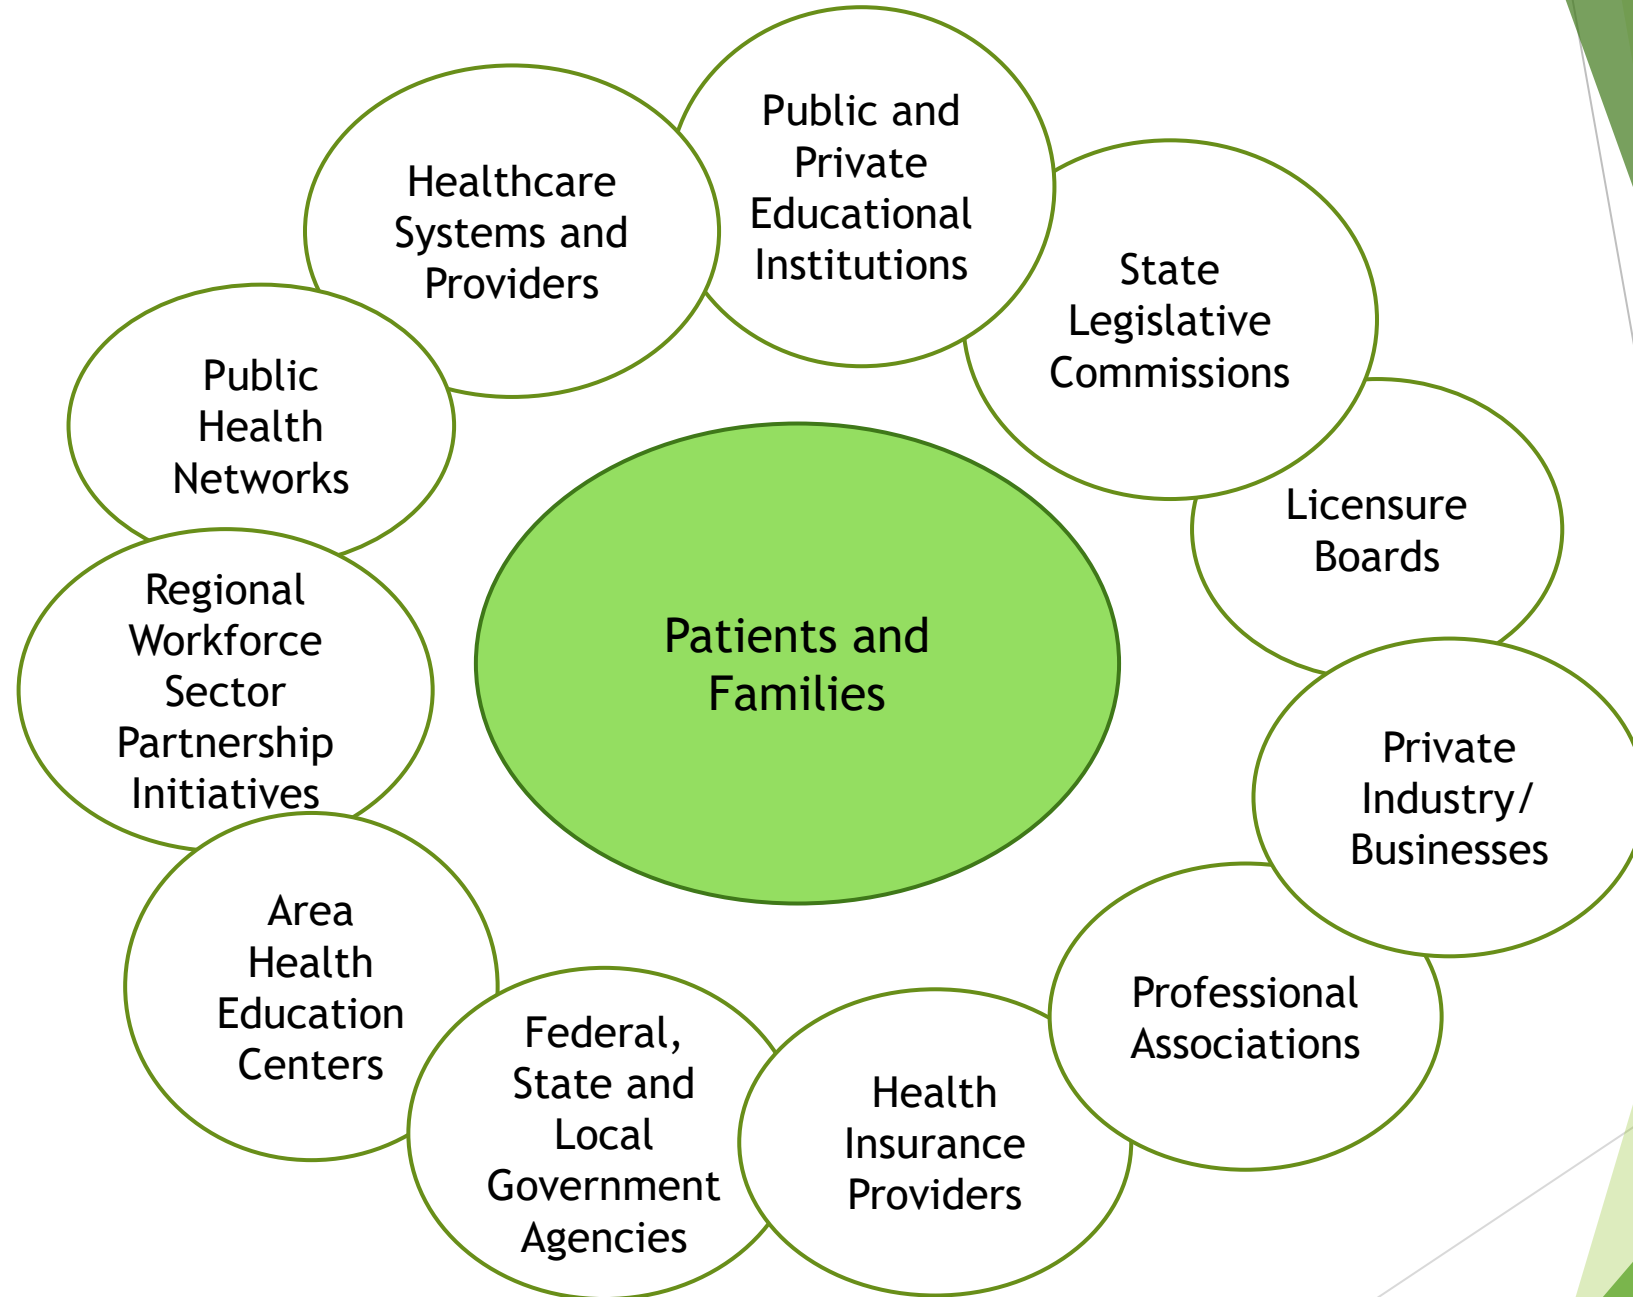 Public and
Private
Educational
Institutions
Healthcare
Systems and
Providers
State
Legislative
Commissions
Public
Health
Networks
Licensure
Boards
Regional
Workforce
Sector
Partnership
Initiatives
Patients and
Families
Private
Industry/
Businesses
Area
Health
Education
Centers
Professional
Associations
Federal,
State and
Local
Government
Agencies
Health
Insurance
Providers